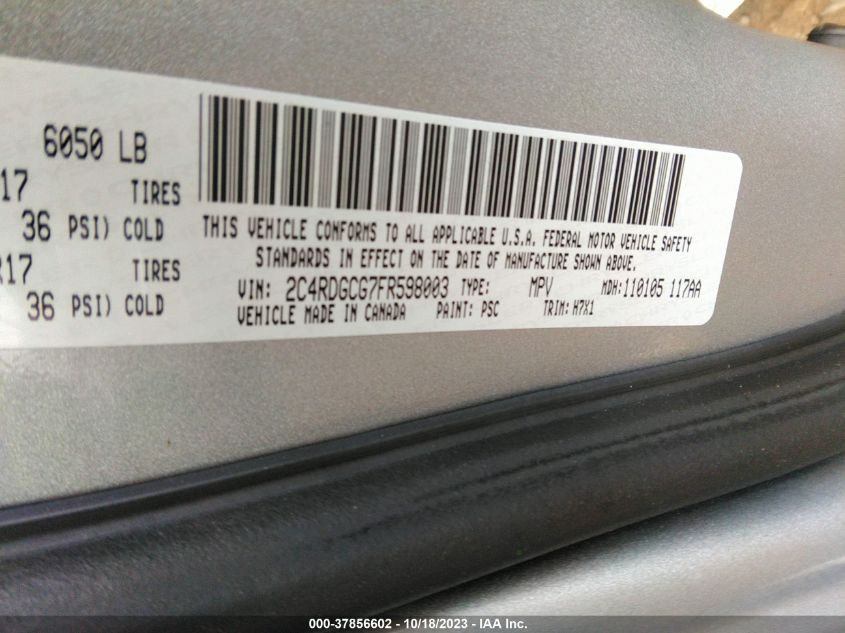 6050 LB
17 TIRES
36 PSI) COLD
R17 TIRES
36 PSI) COLD
THIS VEHICLE CONFORMS TO ALL APPLICABLE U.S.A. FEDERAL MOTOR VEHICLE SAFETY
STANDARDS IN EFFECT ON THE DATE OF MANUFACTURE SHOWN ABOVE.
VIN: 2C4RDGCG7FR598003 TYPE: MPV MDH: 110105 117AA
VEHICLE MADE IN CANADA PAINT: PSC TRIM: H7X1
000-37856602 - 10/18/2023 - IAA Inc.